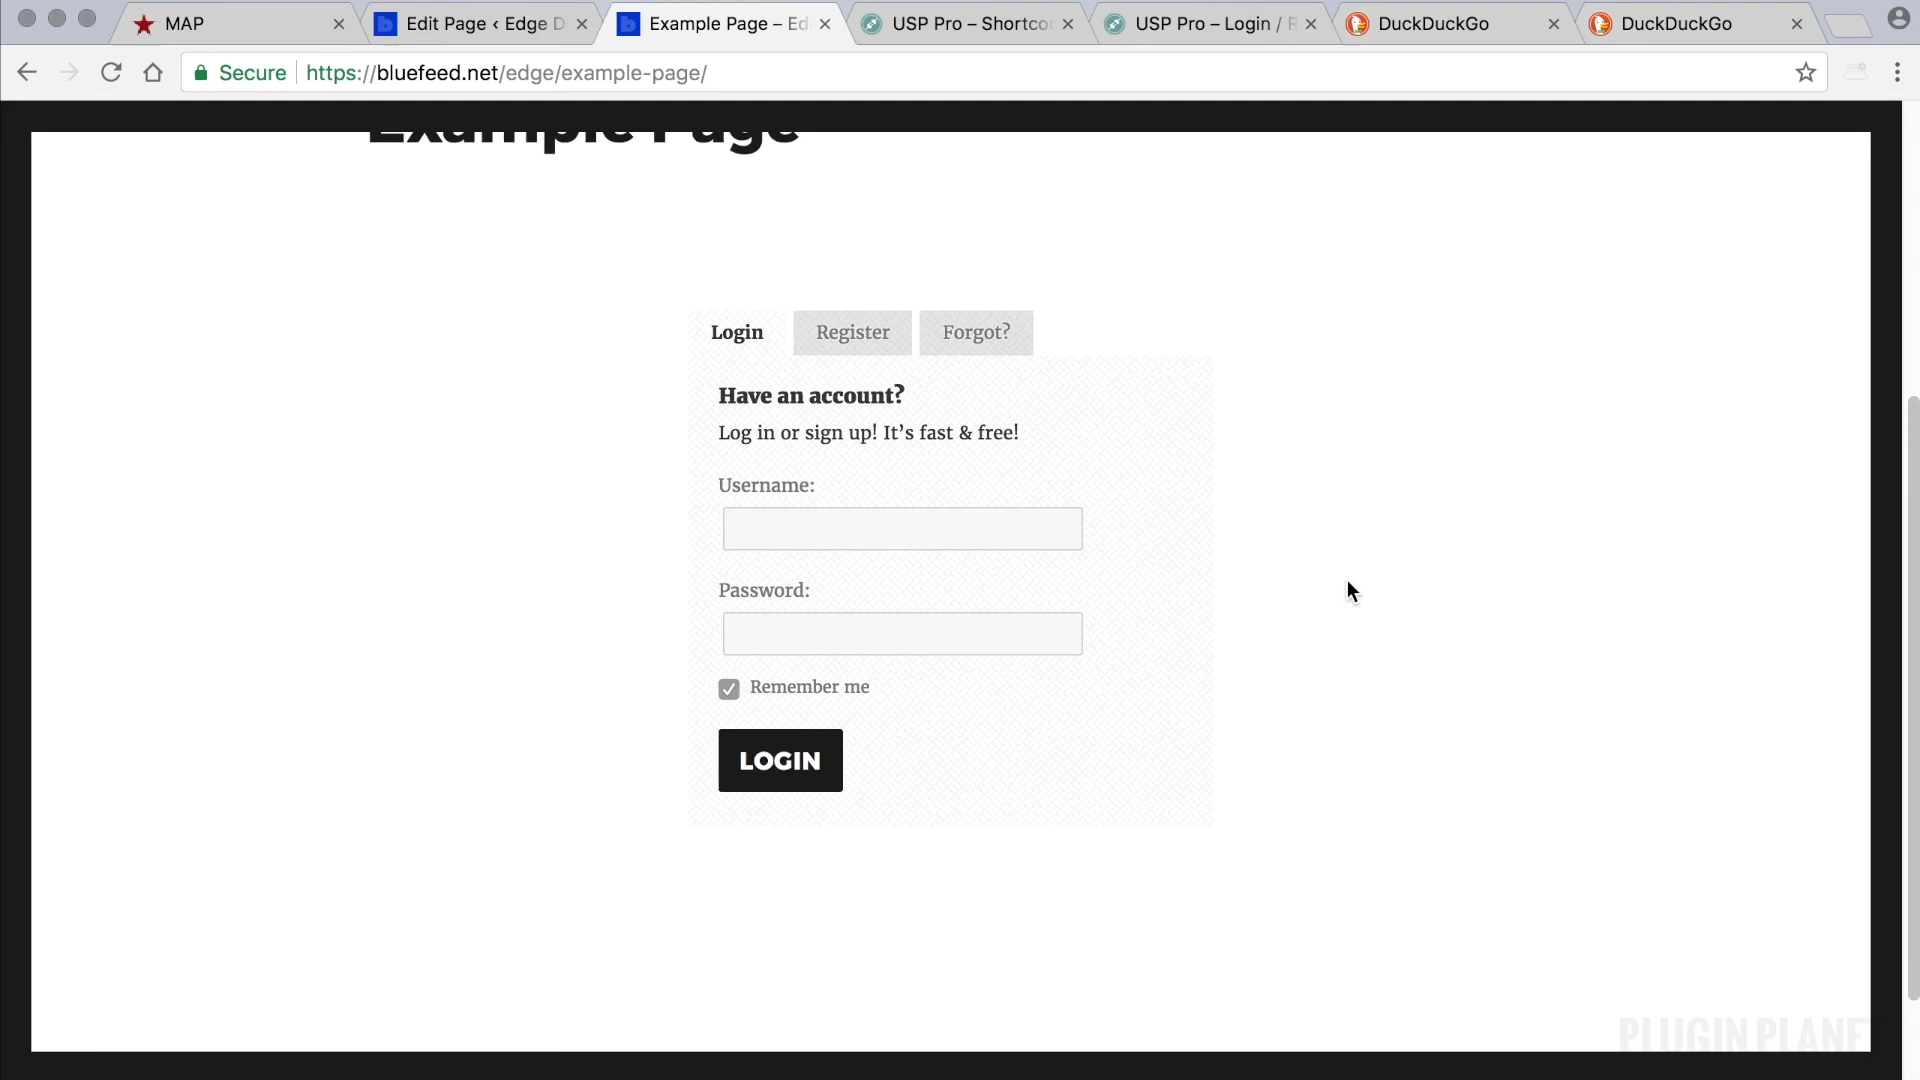 MAP
Edit Page ‹ Edge D
Example Page – Ed
USP Pro – Shortco
USP Pro – Login / R
DuckDuckGo
DuckDuckGo
Secure https://bluefeed.net/edge/example-page/
Example Page
Login Register Forgot?
Have an account?
Log in or sign up! It’s fast & free!
Username:
Password:
Remember me
LOGIN
PLUGIN PLANET